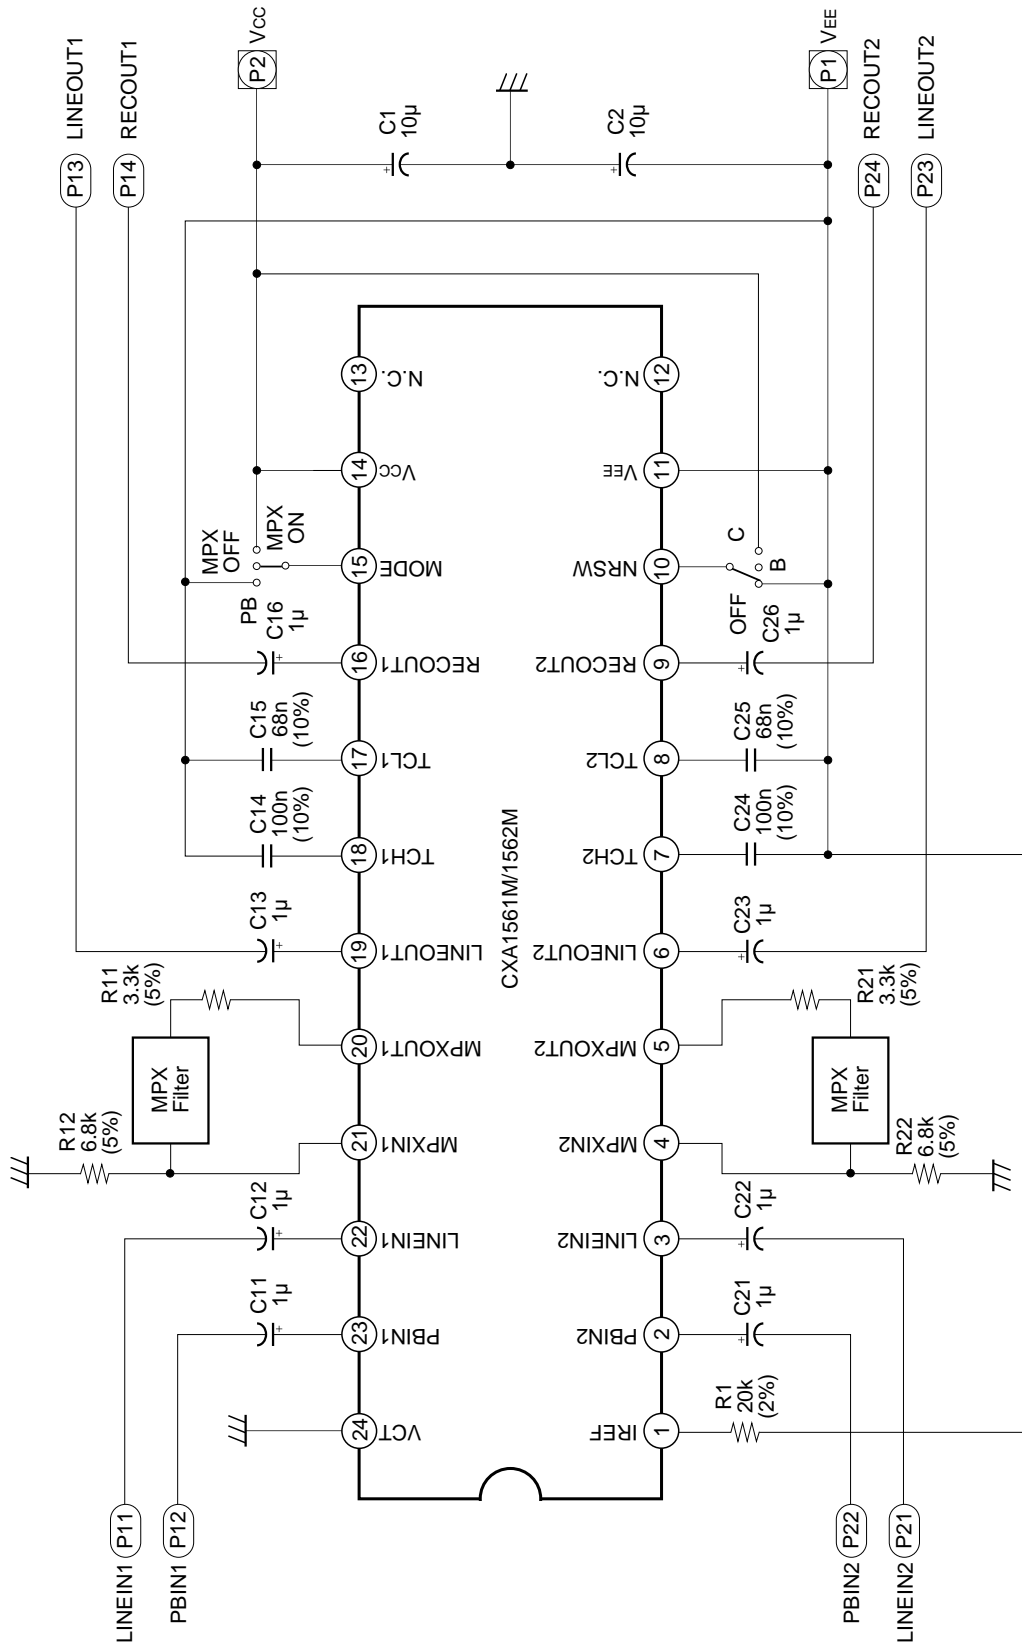 P13 LINEOUT1
P14 RECOUT1
P2 VCC
C1
10µ
C2
10µ
P1 VEE
P24 RECOUT2
P23 LINEOUT2
13
N.C.
12
N.C.
14
VCC
11
VEE
MPX
OFF
MPX
ON
PB
15
MODE
10
NRSW
C
B
OFF
C16
1µ
16
RECOUT1
9
RECOUT2
C26
1µ
C15
68n
(10%)
17
TCL1
8
TCL2
C25
68n
(10%)
C14
100n
(10%)
18
TCH1
7
TCH2
C24
100n
(10%)
CXA1561M/1562M
C13
1µ
19
LINEOUT1
6
LINEOUT2
C23
1µ
R11
3.3k
(5%)
MPX
Filter
20
MPXOUT1
5
MPXOUT2
R21
3.3k
(5%)
MPX
Filter
R12
6.8k
(5%)
21
MPXIN1
4
MPXIN2
R22
6.8k
(5%)
C12
1µ
22
LINEIN1
3
LINEIN2
C22
1µ
C11
1µ
23
PBIN1
2
PBIN2
C21
1µ
24
VCT
1
IREF
R1
20k
(2%)
LINEIN1 P11
PBIN1 P12
PBIN2 P22
LINEIN2 P21